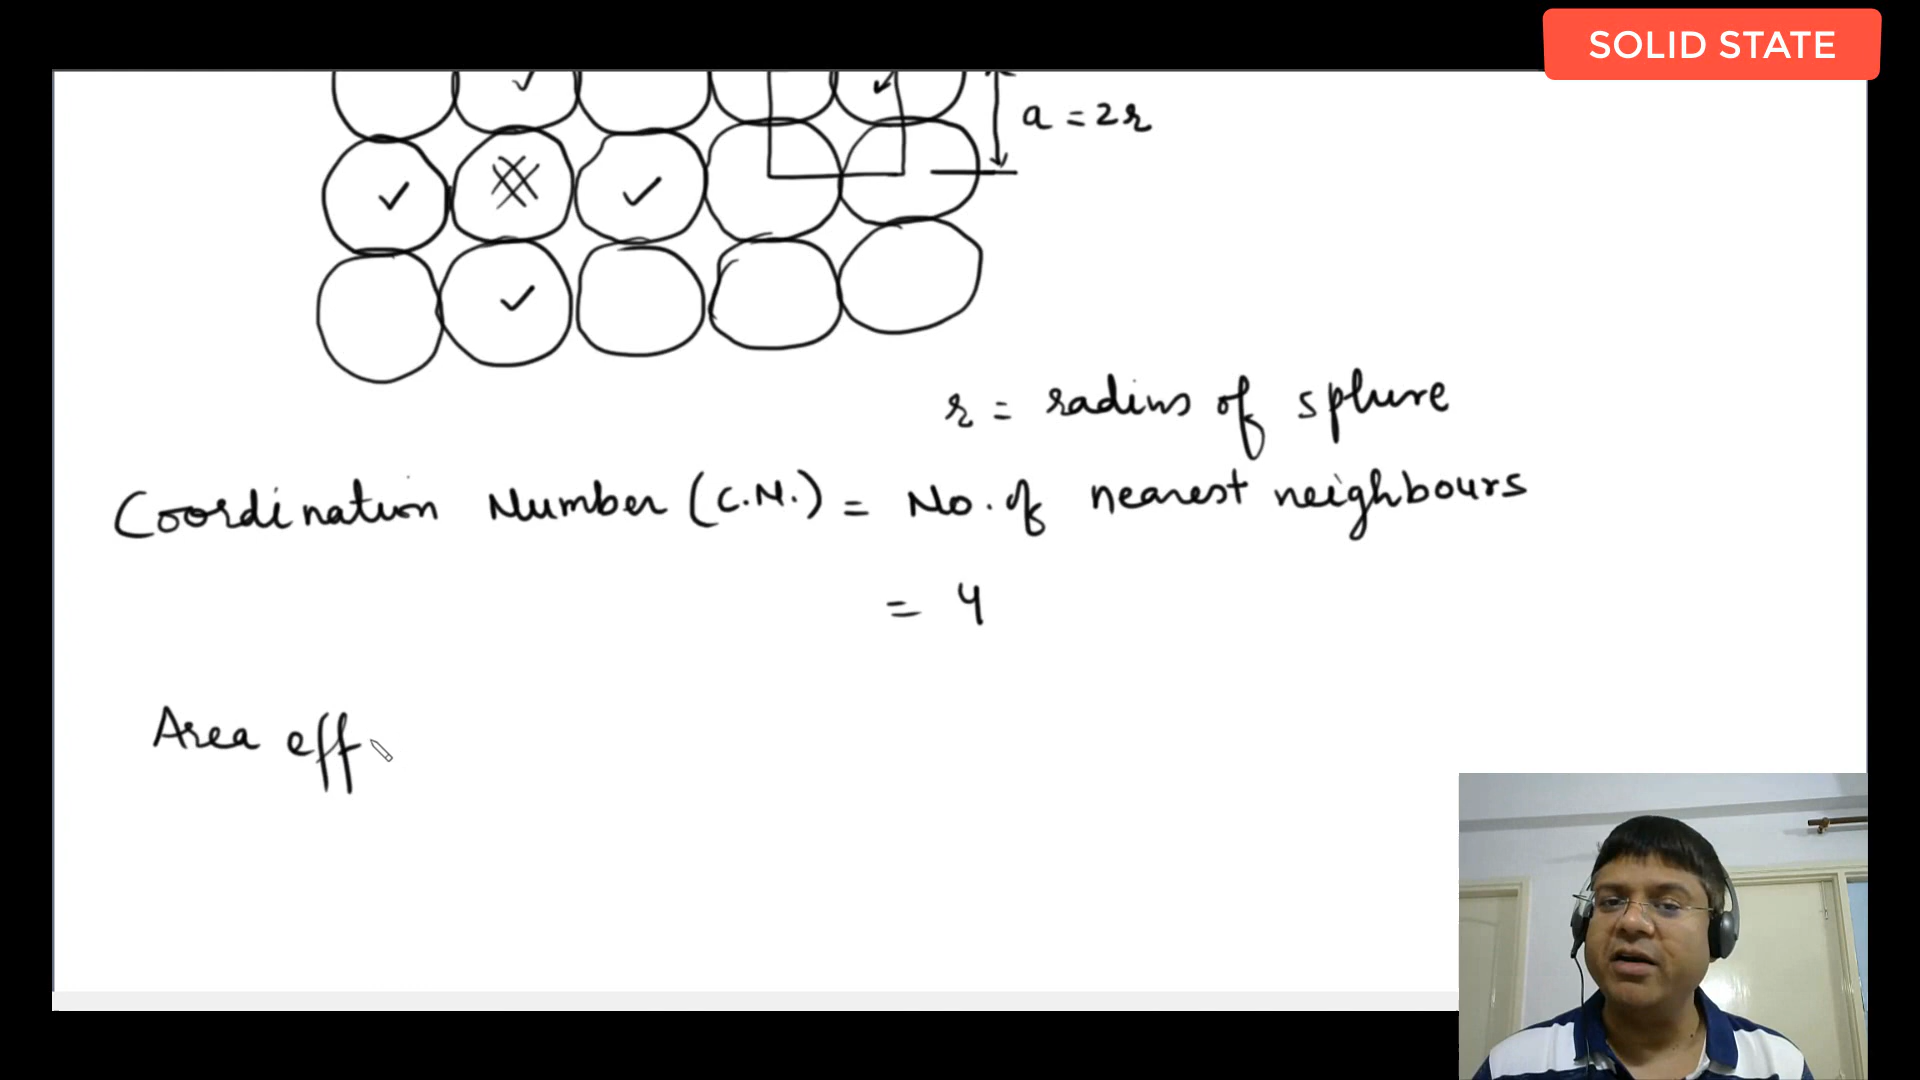 SOLID STATE
a = 2r
r = radius of sphere
Coordination Number (C.N.) = No. of nearest neighbours
= 4
Area eff